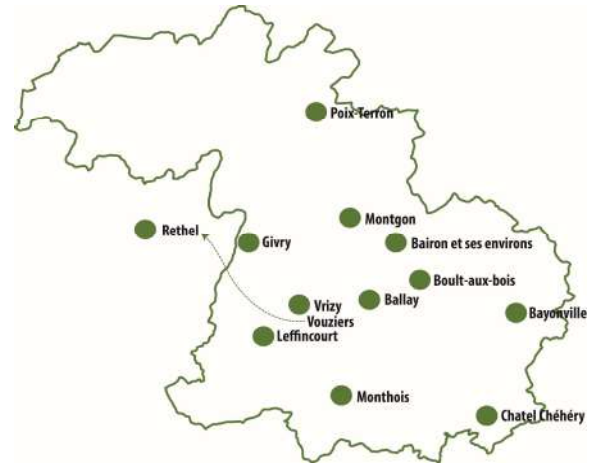 Poix-Terron
Montgon
Rethel
Givry
Bairon et ses environs
Boult-aux-bois
Ballay
Vrizy
Bayonville
Vouziers
Leffincourt
Monthois
Chatel Chéhéry